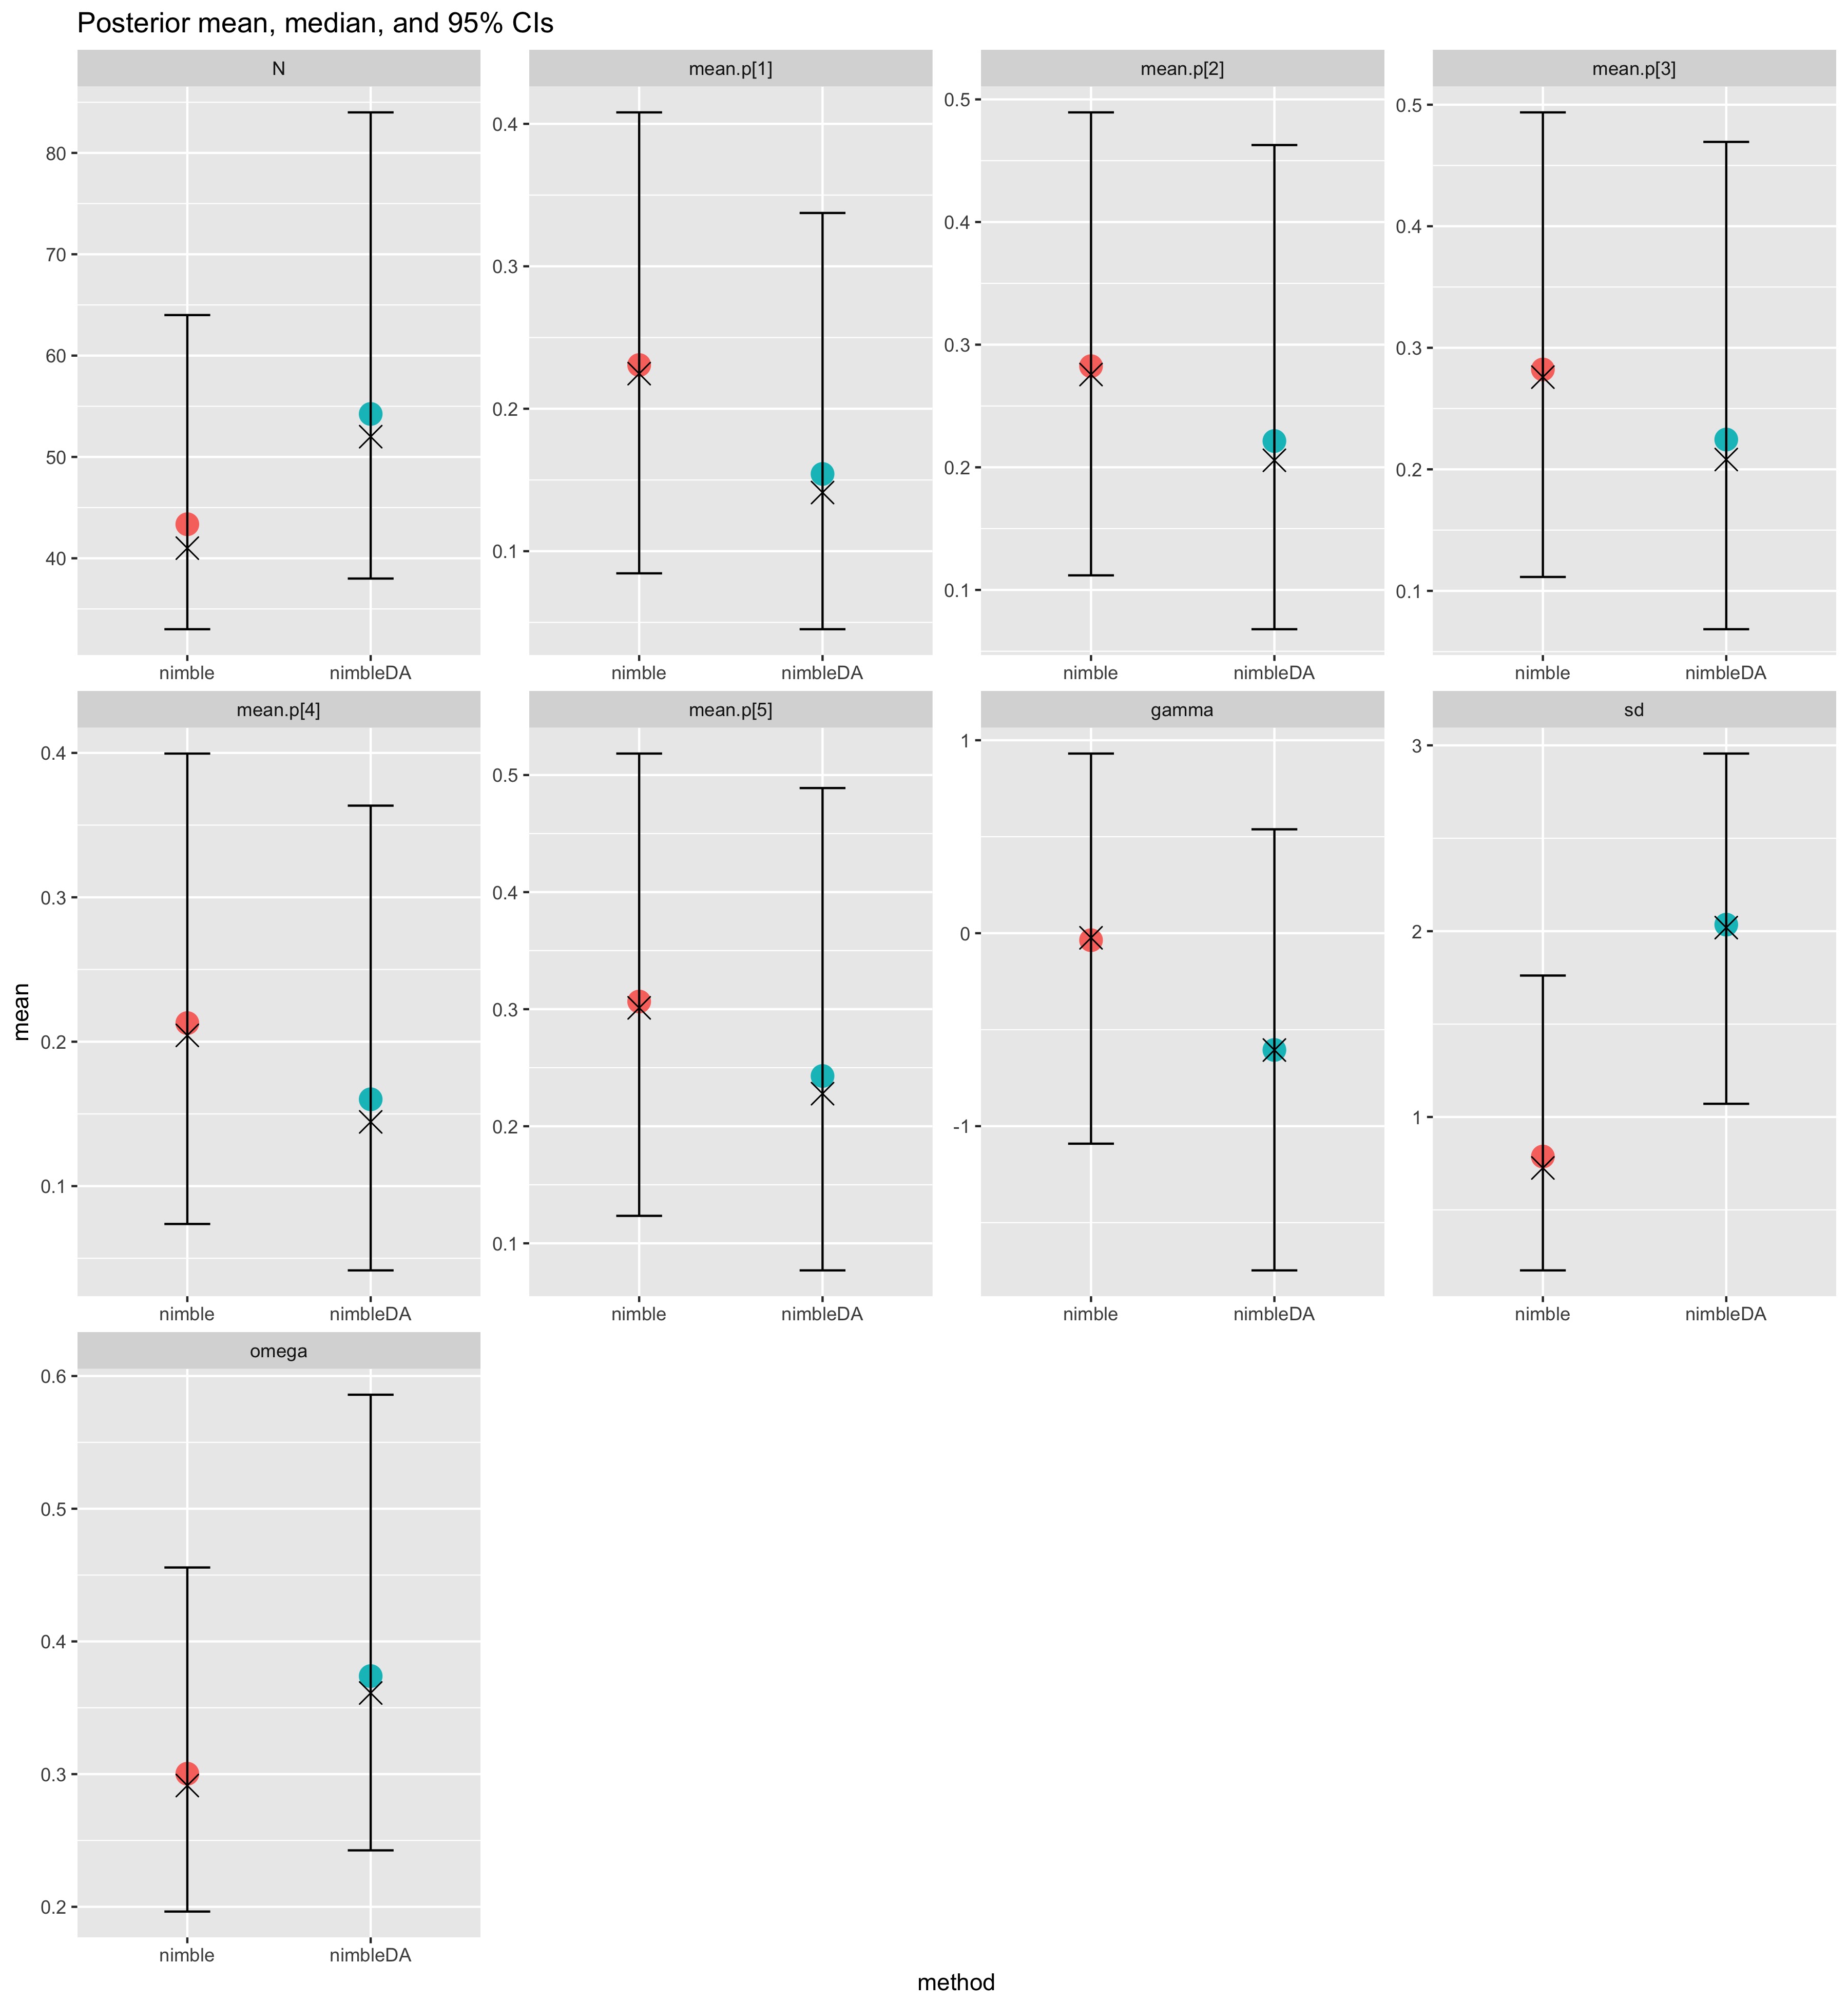 Posterior mean, median, and 95% CIs
N
mean.p[1]
mean.p[2]
mean.p[3]
80
70
60
50
40
0.4
0.3
0.2
0.1
0.5
0.4
0.3
0.2
0.1
0.5
0.4
0.3
0.2
0.1
nimble nimbleDA
nimble nimbleDA
nimble nimbleDA
nimble nimbleDA
mean.p[4]
mean.p[5]
gamma
sd
0.4
0.3
0.2
0.1
0.5
0.4
0.3
0.2
0.1
1
0
-1
3
2
1
nimble nimbleDA
nimble nimbleDA
nimble nimbleDA
nimble nimbleDA
mean
omega
0.6
0.5
0.4
0.3
0.2
nimble nimbleDA
method